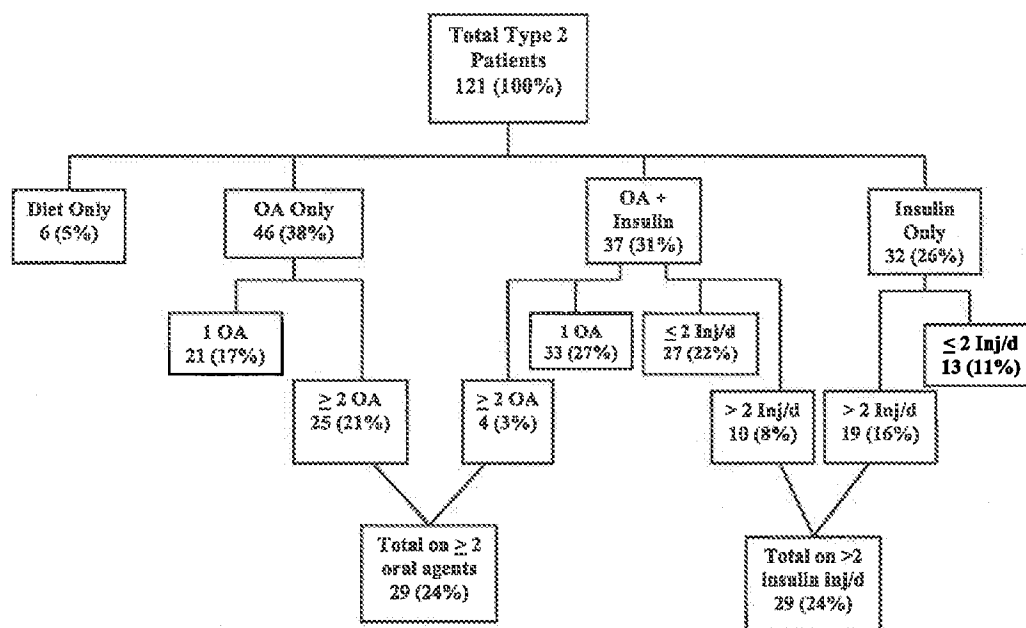 Total Type 2
Patients
121 (100%)
Diet Only
6 (5%)
OA Only
46 (38%)
OA +
Insulin
37 (31%)
Insulin
Only
32 (26%)
1 OA
21 (17%)
≥ 2 OA
25 (21%)
≥ 2 OA
4 (3%)
1 OA
33 (27%)
≤ 2 Inj/d
27 (22%)
> 2 Inj/d
10 (8%)
> 2 Inj/d
19 (16%)
≤ 2 Inj/d
13 (11%)
Total on ≥ 2
oral agents
29 (24%)
Total on >2
insulin inj/d
29 (24%)